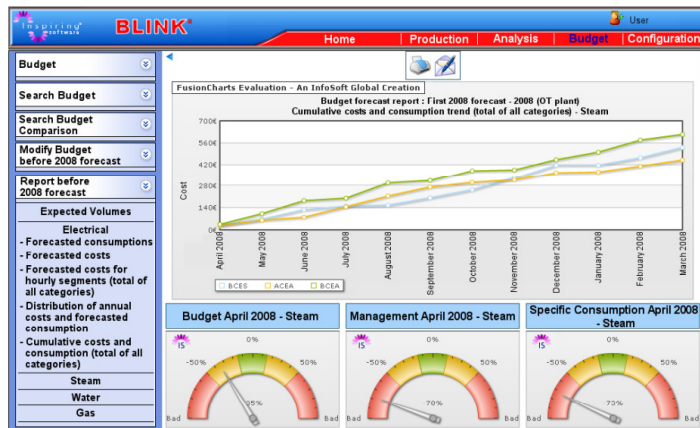 Inspiring
software
BLINK
User
Home Production Analysis Budget Configuration
Budget
Search Budget
Search Budget
Comparison
Modify Budget
before 2008 forecast
Report before
2008 forecast
Expected Volumes
Electrical
- Forecasted consumptions
- Forecasted costs
- Forecasted costs for
hourly segments (total of
all categories)
- Distribution of annual
costs and forecasted
consumption
- Cumulative costs and
consumption (total of all
categories)
Steam
Water
Gas
FusionCharts Evaluation - An InfoSoft Global Creation
Budget forecast report : First 2008 forecast - 2008 (OT plant)
Cumulative costs and consumption trend (total of all categories) - Steam
Cost
700€
560€
420€
280€
140€
0€
April 2008
May 2008
June 2008
July 2008
August 2008
September 2008
October 2008
November 2008
December 2008
January 2008
February 2008
March 2008
BCES ACEA BCEA
Budget April 2008 - Steam
IS
-50% 0% 50%
Bad Bad
Management April 2008 - Steam
IS
-50% 0% 50%
70%
Bad Bad
Specific Consumption April 2008
- Steam
IS
-50% 0% 50%
70%
Bad Bad